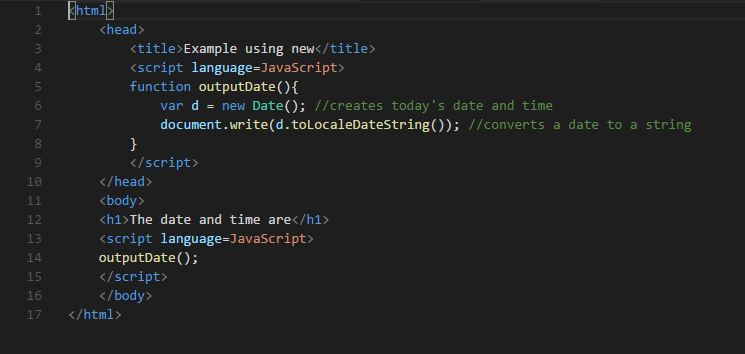 1 <html>
2     <head>
3         <title>Example using new</title>
4         <script language=JavaScript>
5         function outputDate(){
6             var d = new Date(); //creates today's date and time
7             document.write(d.toLocaleDateString()); //converts a date to a string
8         }
9         </script>
10     </head>
11     <body>
12     <h1>The date and time are</h1>
13     <script language=JavaScript>
14     outputDate();
15     </script>
16     </body>
17 </html>